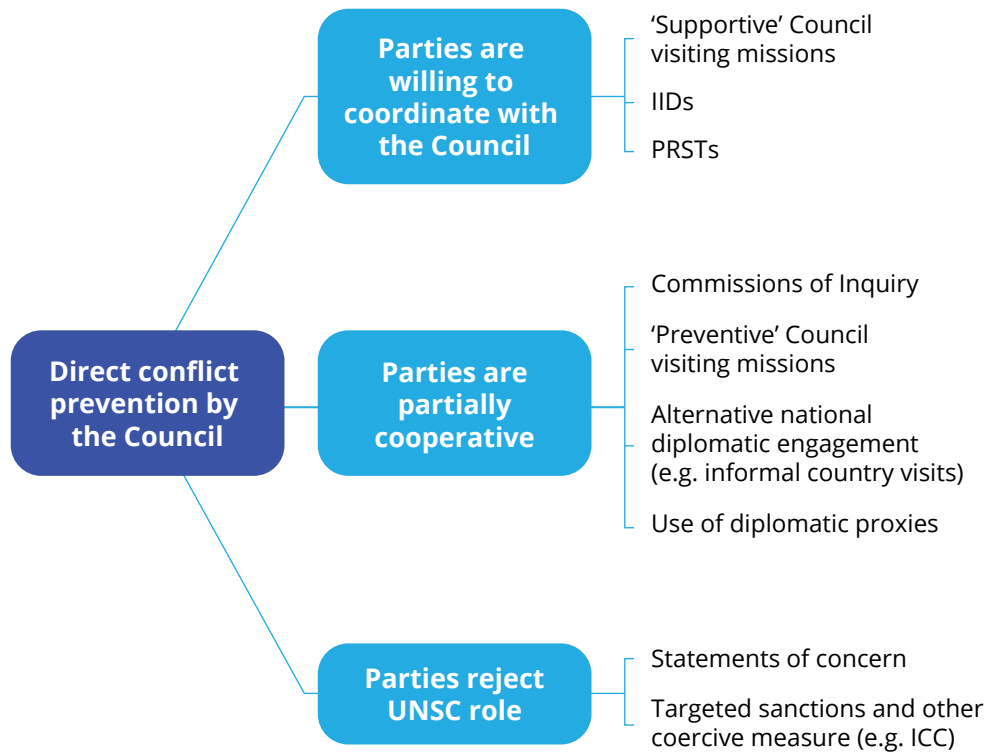 Direct conflict
prevention by
the Council
Parties are
willing to
coordinate with
the Council
‘Supportive’ Council
visiting missions
IIDs
PRSTs
Parties are
partially
cooperative
Commissions of Inquiry
‘Preventive’ Council
visiting missions
Alternative national
diplomatic engagement
(e.g. informal country visits)
Use of diplomatic proxies
Parties reject
UNSC role
Statements of concern
Targeted sanctions and other
coercive measure (e.g. ICC)